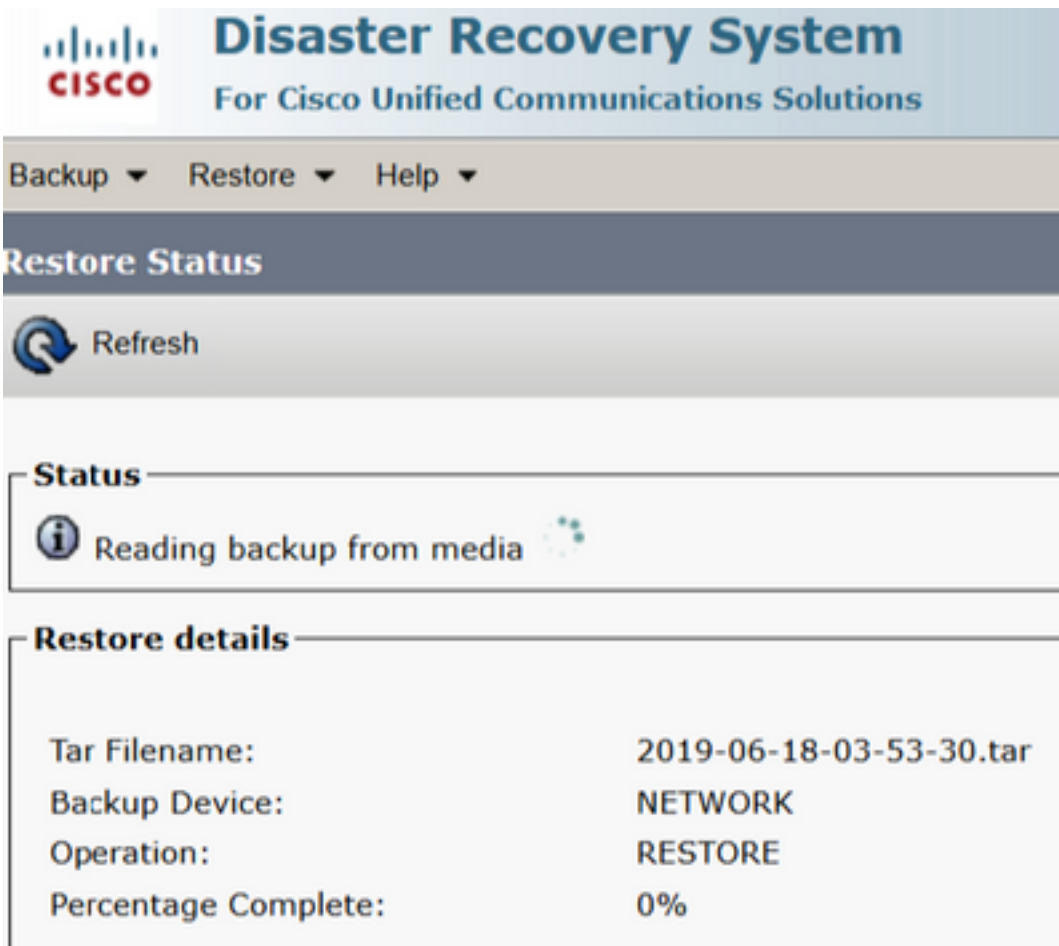 Disaster Recovery System
CISCO
For Cisco Unified Communications Solutions
Backup Restore Help
Restore Status
Refresh
Status
Reading backup from media
Restore details
Tar Filename: 2019-06-18-03-53-30.tar
Backup Device: NETWORK
Operation: RESTORE
Percentage Complete: 0%